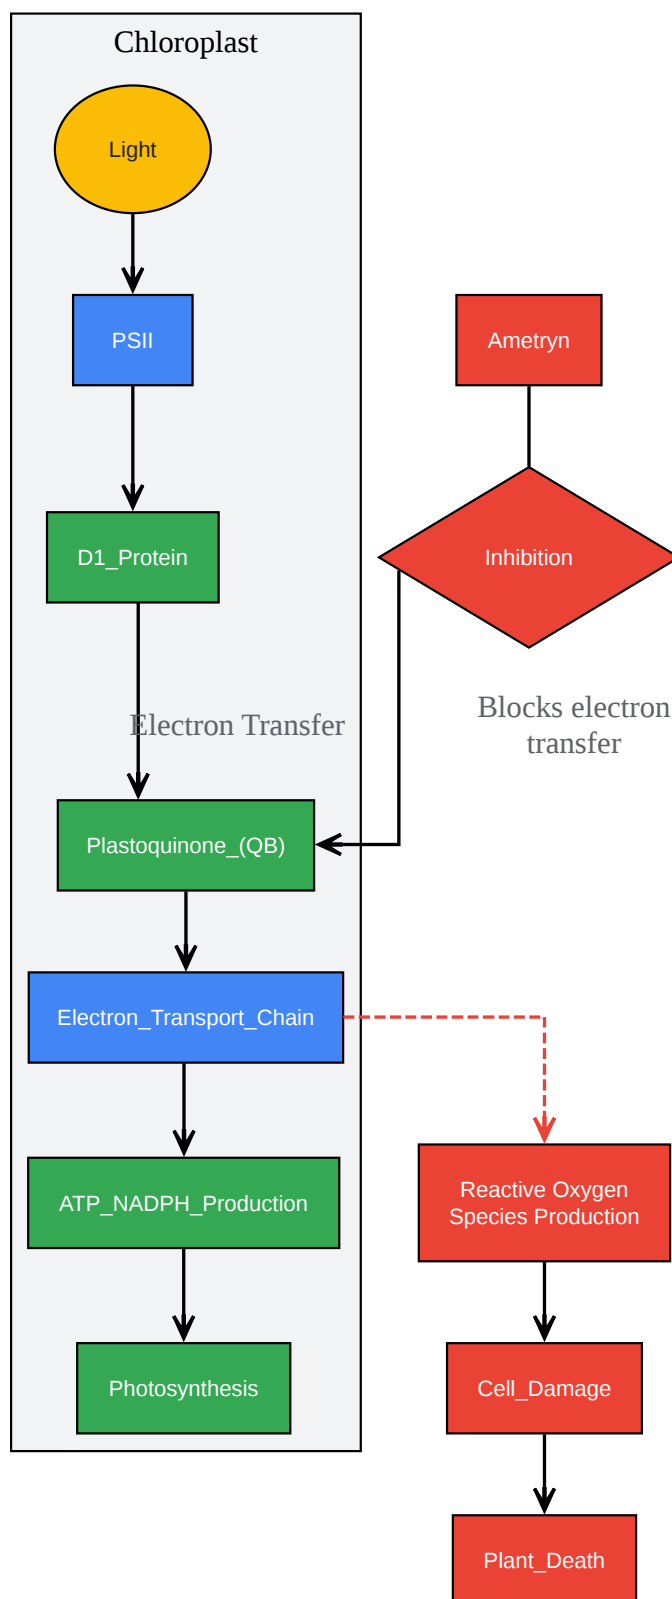 Chloroplast
Light
PSII
Ametryn
D1_Protein
Inhibition
Electron Transfer
Blocks electron
transfer
Plastoquinone_(QB)
Electron_Transport_Chain
ATP_NADPH_Production
Reactive Oxygen
Species Production
Photosynthesis
Cell_Damage
Plant_Death